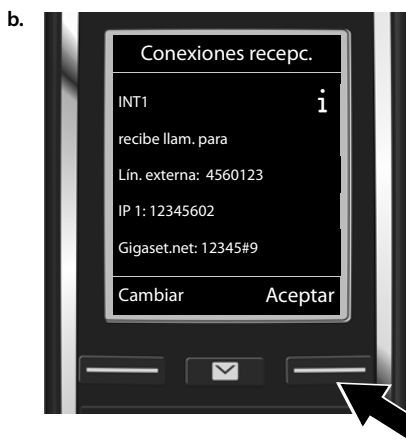 b.
Conexiones recepc.
INT1 i
recibe llam. para
Lín. externa: 4560123
IP 1: 12345602
Gigaset.net: 12345#9
Cambiar Aceptar